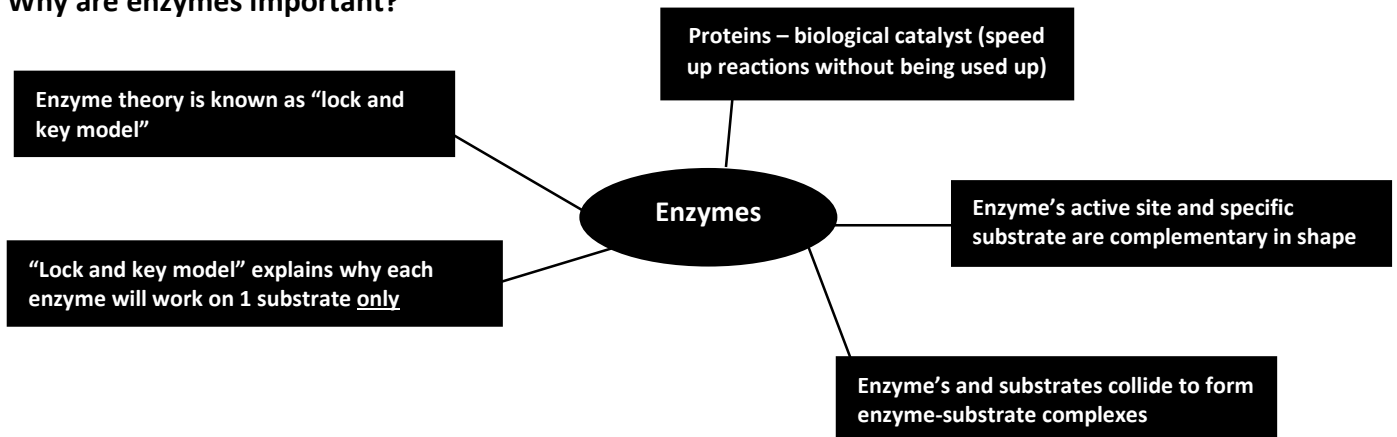 Why are enzymes important?
Proteins – biological catalyst (speed
up reactions without being used up)
Enzyme theory is known as “lock and
key model”
Enzymes
Enzyme’s active site and specific
substrate are complementary in shape
“Lock and key model” explains why each
enzyme will work on 1 substrate only
Enzyme’s and substrates collide to form
enzyme-substrate complexes